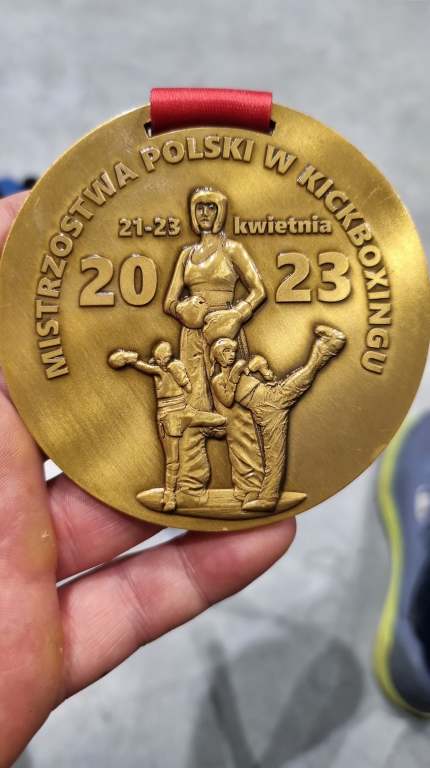 MISTRZOSTWA POLSKI W KICKBOXINGU
21-23 kwietnia
2023